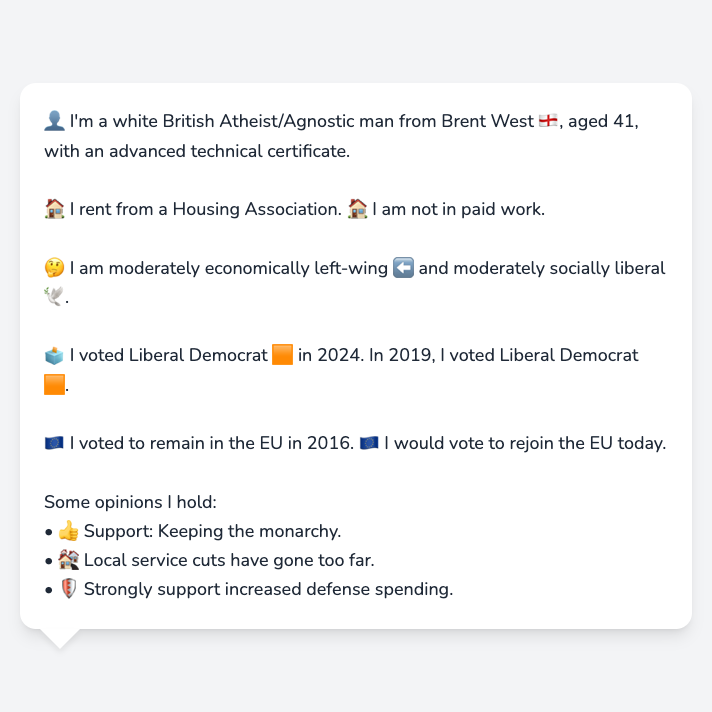 👤 I'm a white British Atheist/Agnostic man from Brent West 🏴󠁧󠁢󠁥󠁮󠁧󠁿, aged 41,
with an advanced technical certificate.
🏠 I rent from a Housing Association. 🏠 I am not in paid work.
🤔 I am moderately economically left-wing ⬅️ and moderately socially liberal
🕊️.
🗳️ I voted Liberal Democrat 🟧 in 2024. In 2019, I voted Liberal Democrat
🟧.
🇪🇺 I voted to remain in the EU in 2016. 🇪🇺 I would vote to rejoin the EU today.
Some opinions I hold:
• 👍 Support: Keeping the monarchy.
• 🏚️ Local service cuts have gone too far.
• 🛡️ Strongly support increased defense spending.